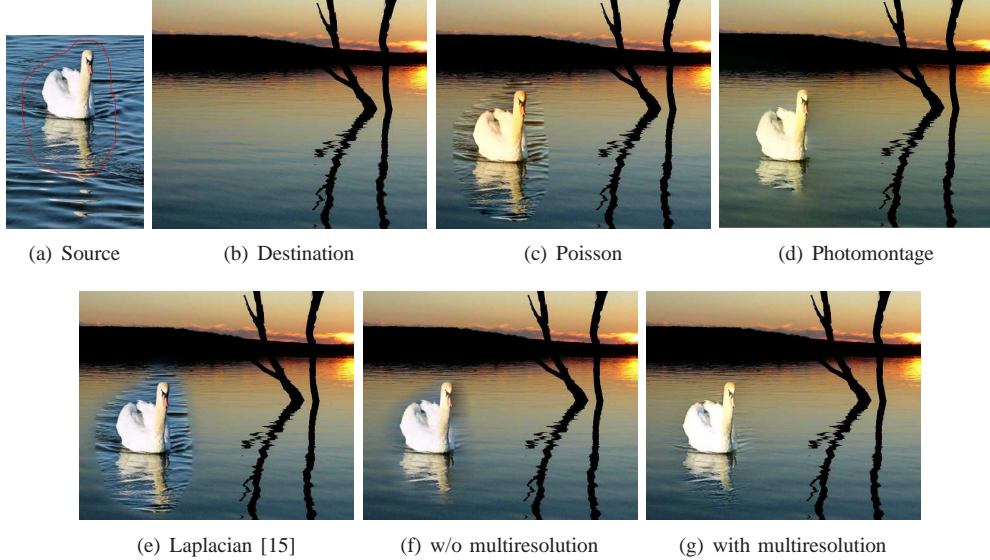 (a) Source
(b) Destination
(c) Poisson
(d) Photomontage
(e) Laplacian [15]
(f) w/o multiresolution
(g) with multiresolution